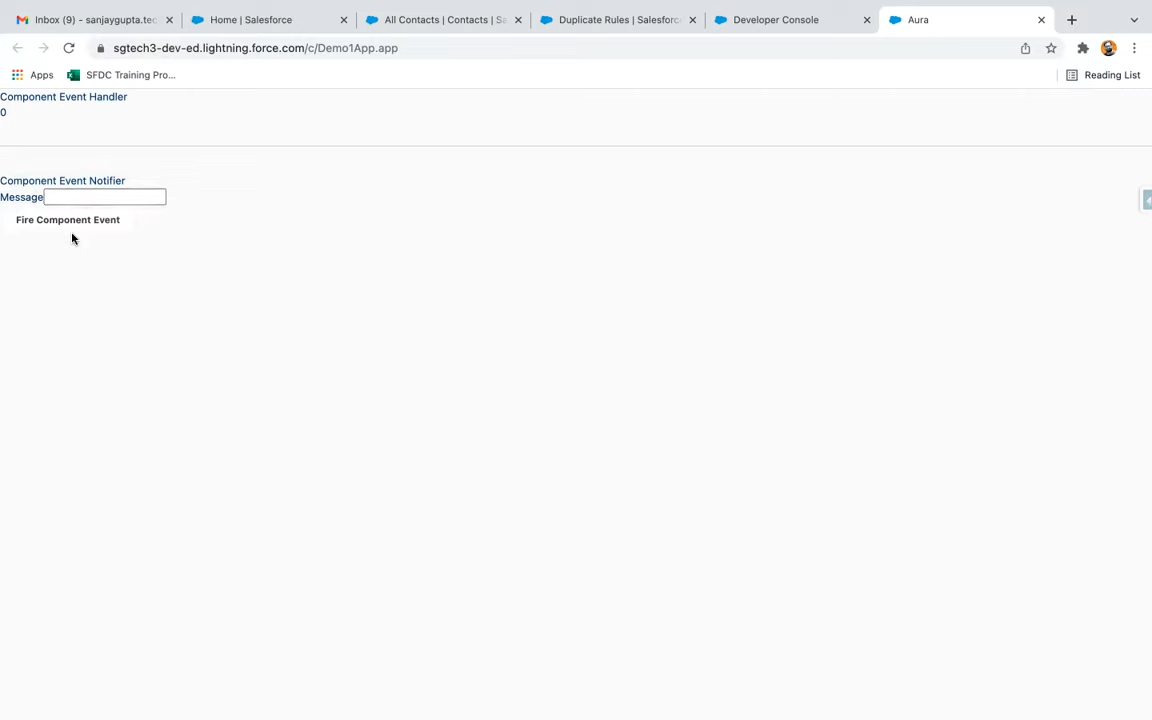 Inbox (9) - sanjaygupta.tec
Home | Salesforce
All Contacts | Contacts | Sa
Duplicate Rules | Salesforc
Developer Console
Aura
sgtech3-dev-ed.lightning.force.com/c/Demo1App.app
Apps
SFDC Training Pro...
Reading List
Component Event Handler
0
Component Event Notifier
Message
Fire Component Event